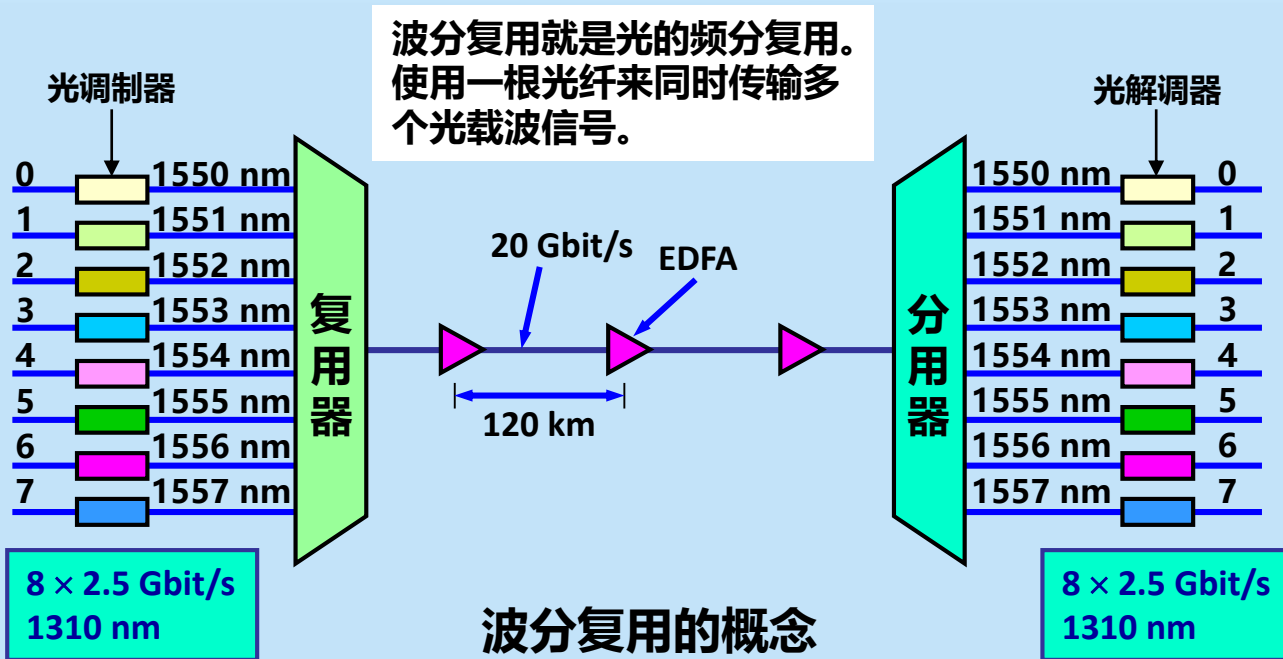 波分复用就是光的频分复用。
使用一根光纤来同时传输多
个光载波信号。
光调制器
光解调器
0
1550 nm
1
1551 nm
2
1552 nm
3
1553 nm
4
1554 nm
5
1555 nm
6
1556 nm
7
1557 nm
复用器
20 Gbit/s
EDFA
120 km
分用器
1550 nm
0
1551 nm
1
1552 nm
2
1553 nm
3
1554 nm
4
1555 nm
5
1556 nm
6
1557 nm
7
8 × 2.5 Gbit/s
1310 nm
波分复用的概念
8 × 2.5 Gbit/s
1310 nm